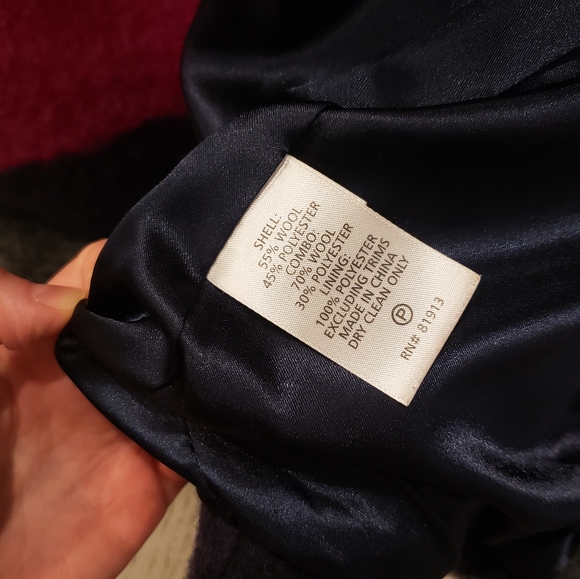 SHELL:
55% WOOL
45% POLYESTER
COMBO:
70% WOOL
30% POLYESTER
LINING:
100% POLYESTER
EXCLUDING TRIMS
MADE IN CHINA
DRY CLEAN ONLY
P
RN# 81913